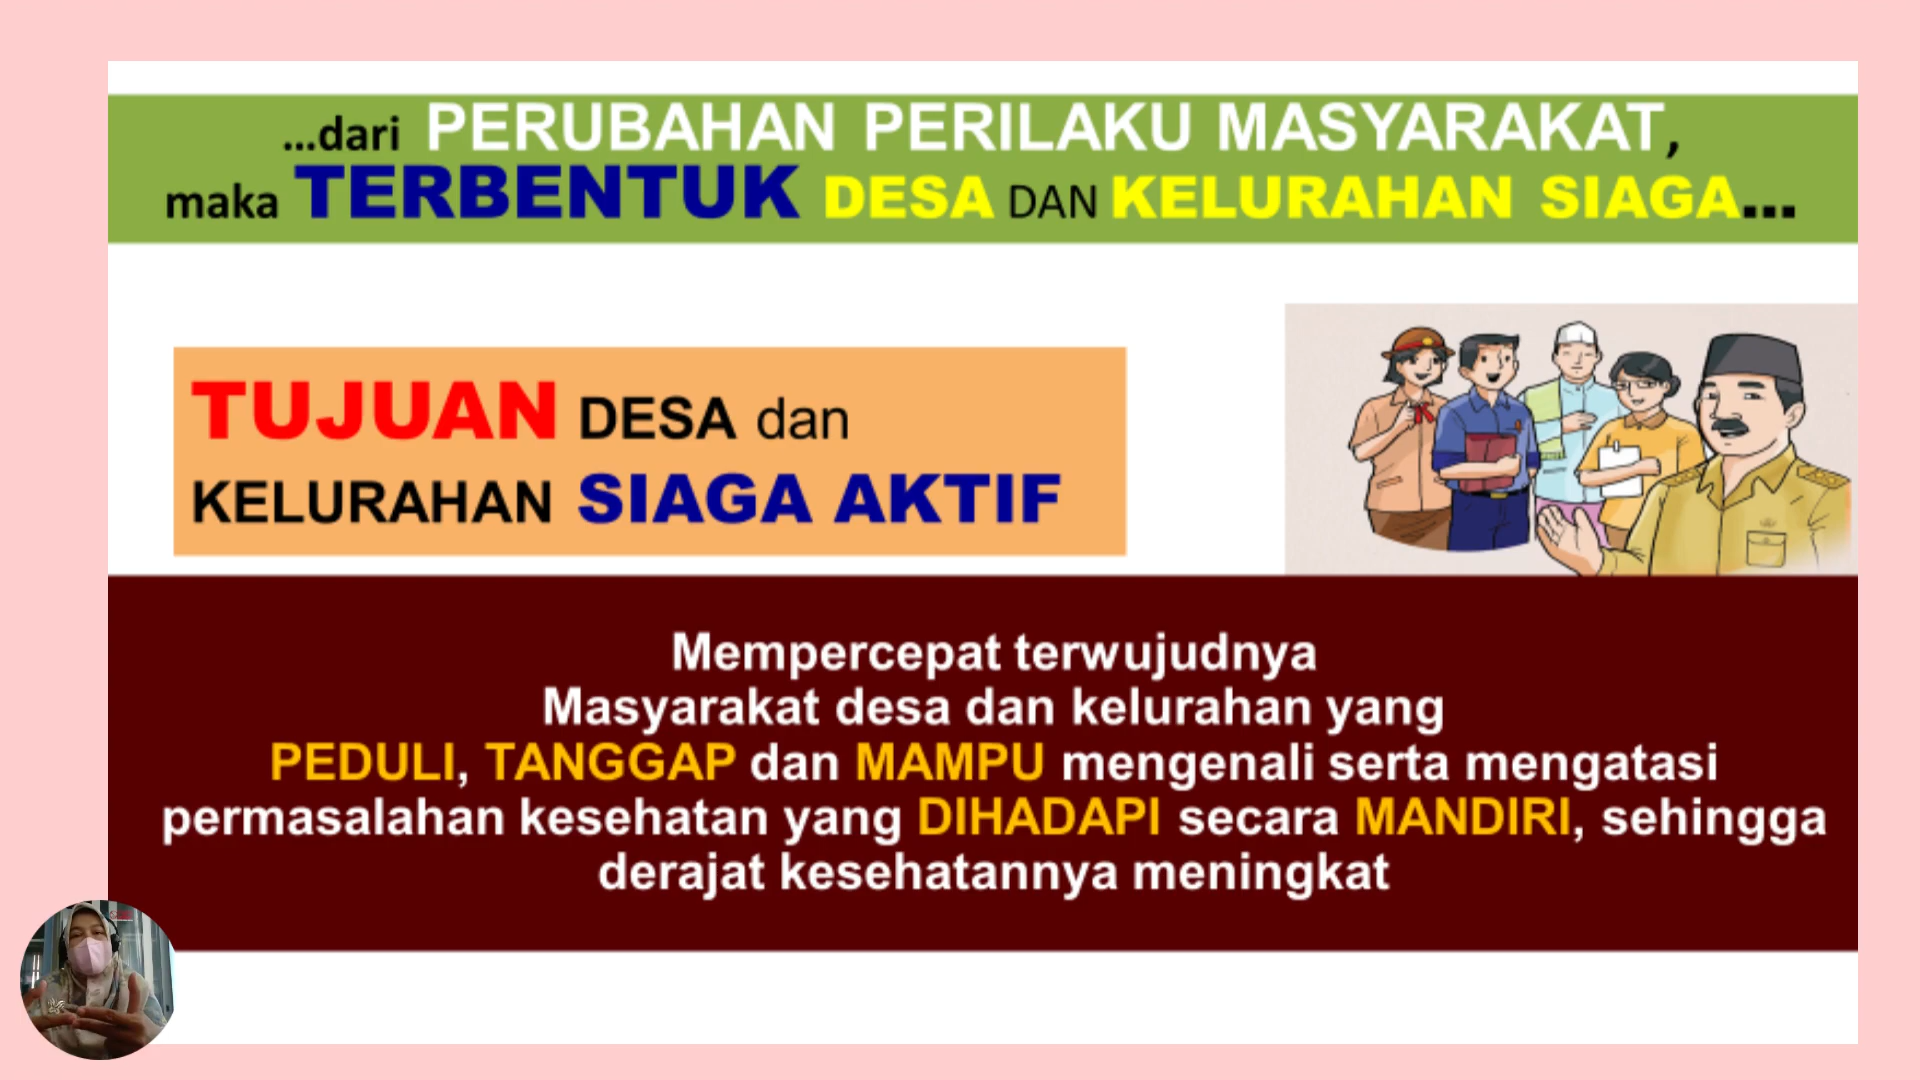 ...dari PERUBAHAN PERILAKU MASYARAKAT,
maka TERBENTUK DESA DAN KELURAHAN SIAGA...
TUJUAN DESA dan
KELURAHAN SIAGA AKTIF
Mempercepat terwujudnya
Masyarakat desa dan kelurahan yang
PEDULI, TANGGAP dan MAMPU mengenali serta mengatasi
permasalahan kesehatan yang DIHADAPI secara MANDIRI, sehingga
derajat kesehatannya meningkat